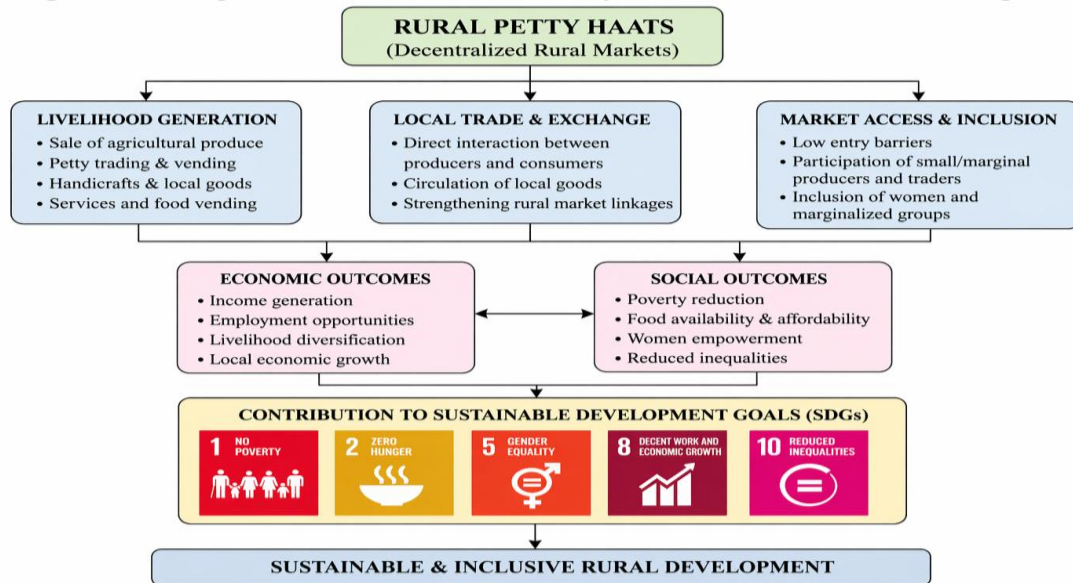 RURAL PETTY HAATS
(Decentralized Rural Markets)
LIVELIHOOD GENERATION
• Sale of agricultural produce
• Petty trading & vending
• Handicrafts & local goods
• Services and food vending
LOCAL TRADE & EXCHANGE
• Direct interaction between
producers and consumers
• Circulation of local goods
• Strengthening rural market linkages
MARKET ACCESS & INCLUSION
• Low entry barriers
• Participation of small/marginal
producers and traders
• Inclusion of women and
marginalized groups
ECONOMIC OUTCOMES
• Income generation
• Employment opportunities
• Livelihood diversification
• Local economic growth
SOCIAL OUTCOMES
• Poverty reduction
• Food availability & affordability
• Women empowerment
• Reduced inequalities
CONTRIBUTION TO SUSTAINABLE DEVELOPMENT GOALS (SDGs)
1 NO
POVERTY
2 ZERO
HUNGER
5 GENDER
EQUALITY
8 DECENT WORK AND
ECONOMIC GROWTH
10 REDUCED
INEQUALITIES
SUSTAINABLE & INCLUSIVE RURAL DEVELOPMENT